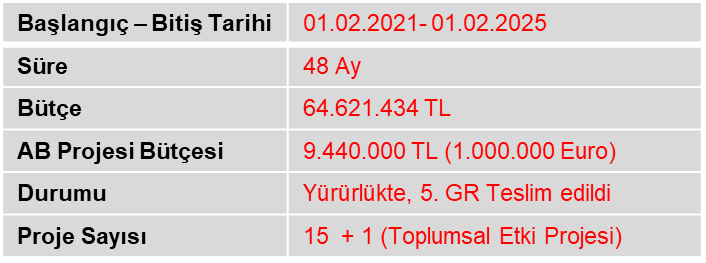 Başlangıç – Bitiş Tarihi 01.02.2021- 01.02.2025
Süre 48 Ay
Bütçe 64.621.434 TL
AB Projesi Bütçesi 9.440.000 TL (1.000.000 Euro)
Durumu Yürürlükte, 5. GR Teslim edildi
Proje Sayısı 15 + 1 (Toplumsal Etki Projesi)